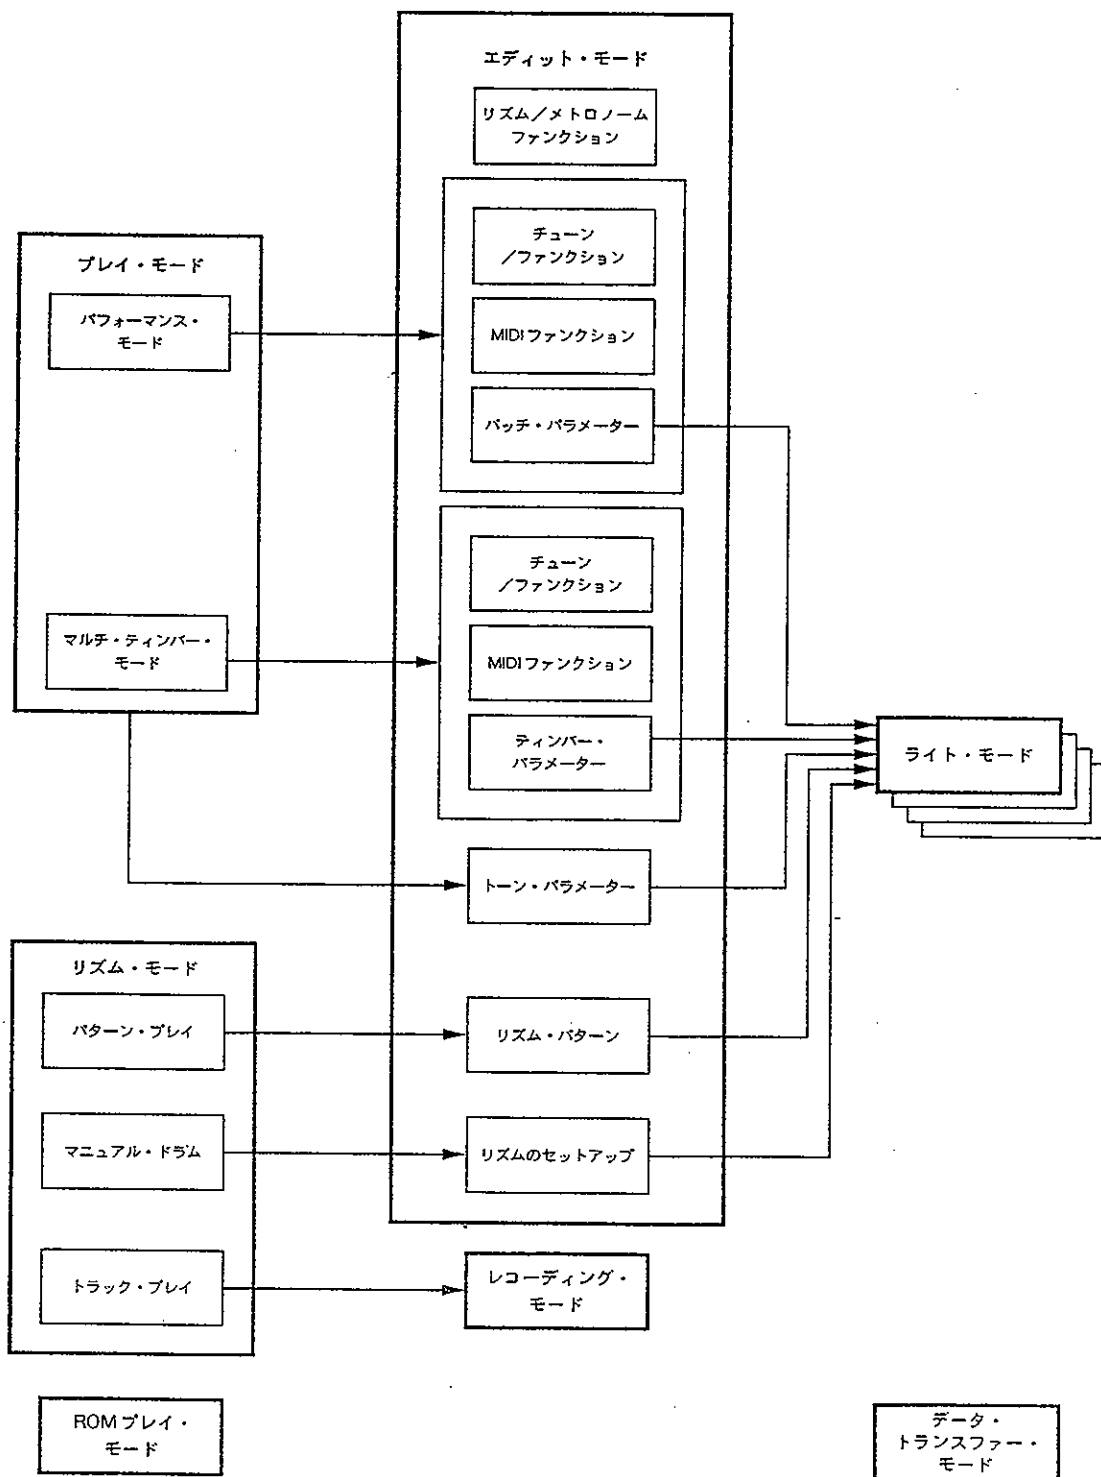 エディット・モード
リズム／メトロノーム
ファンクション
チューン
／ファンクション
MIDIファンクション
パッチ・パラメーター
プレイ・モード
パフォーマンス・
モード
マルチ・ティンバー・
モード
チューン
／ファンクション
MIDIファンクション
ティンバー・
パラメーター
ライト・モード
トーン・パラメーター
リズム・モード
パターン・プレイ
リズム・パターン
マニュアル・ドラム
リズムのセットアップ
トラック・プレイ
レコーディング・
モード
ROMプレイ・
モード
データ・
トランスファー・
モード